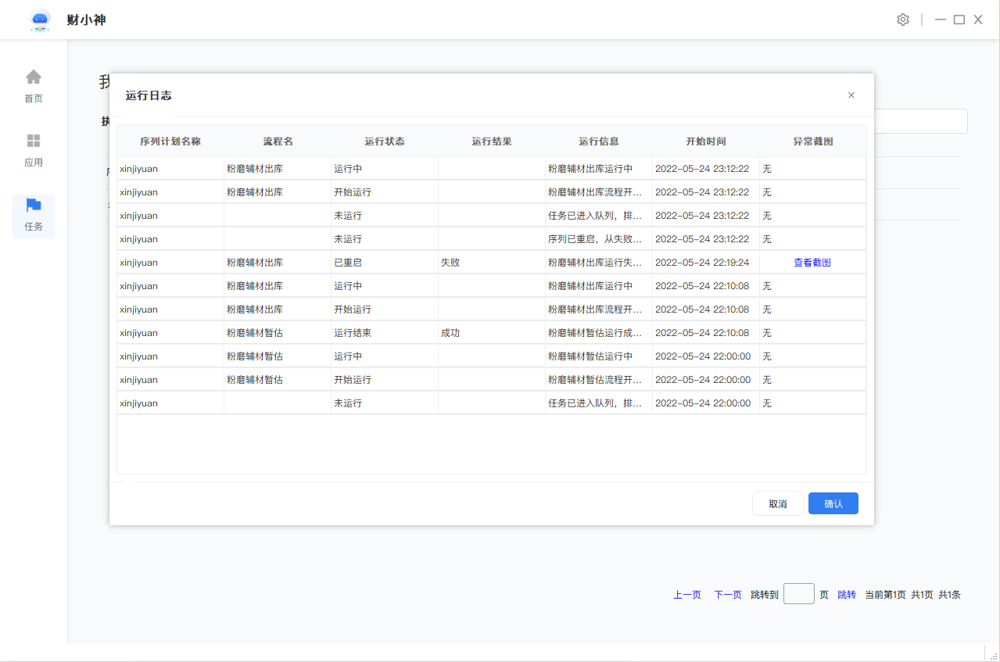 财小神
首页
应用
任务
我
执
运行日志
序列计划名称 流程名 运行状态 运行结果 运行信息 开始时间 异常截图
xinjiyuan 粉磨辅材出库 运行中 粉磨辅材出库运行中 2022-05-24 23:12:22 无
xinjiyuan 粉磨辅材出库 开始运行 粉磨辅材出库流程开... 2022-05-24 23:12:22 无
xinjiyuan 未运行 任务已进入队列，排... 2022-05-24 23:12:22 无
xinjiyuan 未运行 序列已重启，从失败... 2022-05-24 23:12:22 无
xinjiyuan 粉磨辅材出库 已重启 失败 粉磨辅材出库运行失... 2022-05-24 22:19:24 查看截图
xinjiyuan 粉磨辅材出库 运行中 粉磨辅材出库运行中 2022-05-24 22:10:08 无
xinjiyuan 粉磨辅材出库 开始运行 粉磨辅材出库流程开... 2022-05-24 22:10:08 无
xinjiyuan 粉磨辅材暂估 运行结束 成功 粉磨辅材暂估运行成... 2022-05-24 22:10:08 无
xinjiyuan 粉磨辅材暂估 运行中 粉磨辅材暂估运行中 2022-05-24 22:00:00 无
xinjiyuan 粉磨辅材暂估 开始运行 粉磨辅材暂估流程开... 2022-05-24 22:00:00 无
xinjiyuan 未运行 任务已进入队列，排... 2022-05-24 22:00:00 无
取消 确认
上一页 下一页 跳转到 页 跳转 当前第1页 共1页 共1条